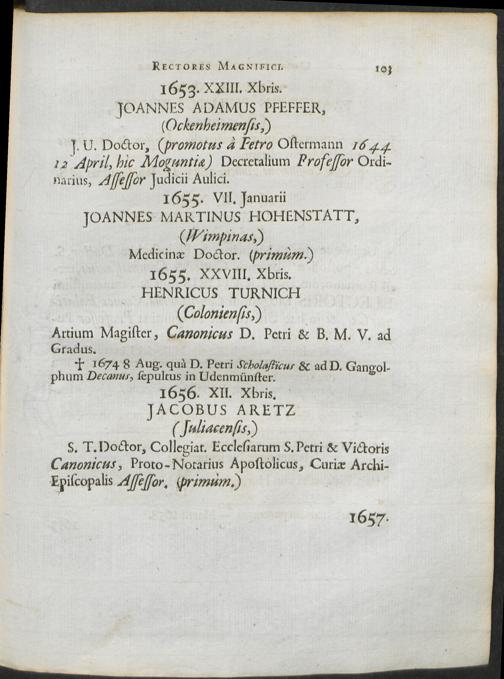 RECTORES MAGNIFICI. 103
1653. XXIII. Xbris.
JOANNES ADAMUS PFEFFER,
(Ockenheimenſis,)
J. U. Doctor, (promotus à Petro Oſtermann 1644
12 April, hic Moguntiæ) Decretalium Profeſſor Ordi-
narius, Aſſeſſor Judicii Aulici.
1655. VII. Januarii
JOANNES MARTINUS HOHENSTATT,
(Wimpinas,)
Medicinæ Doctor. (primùm.)
1655. XXVIII. Xbris.
HENRICUS TURNICH
(Colonienſis,)
Artium Magiſter, Canonicus D. Petri & B. M. V. ad
Gradus.
† 1674 8 Aug. quà D. Petri Scholaſticus & ad D. Gangol-
phum Decanus, ſepultus in Udenmünſter.
1656. XII. Xbris.
JACOBUS ARETZ
(Juliacenſis,)
S. T. Doctor, Collegiat. Eccleſiarum S. Petri & Victoris
Canonicus, Proto-Notarius Apoſtolicus, Curiæ Archi-
Epiſcopalis Aſſeſſor. (primùm.)
1657.